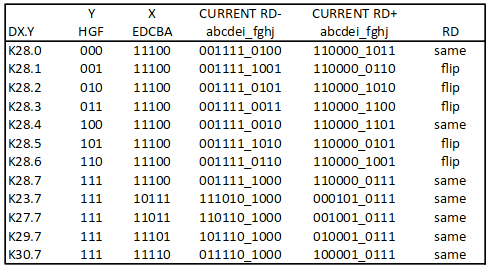 Y X CURRENT RD- CURRENT RD+
DX.Y HGF EDCBA abcdei_fghj abcdei_fghj RD
K28.0 000 11100 001111_0100 110000_1011 same
K28.1 001 11100 001111_1001 110000_0110 flip
K28.2 010 11100 001111_0101 110000_1010 flip
K28.3 011 11100 001111_0011 110000_1100 flip
K28.4 100 11100 001111_0010 110000_1101 same
K28.5 101 11100 001111_1010 110000_0101 flip
K28.6 110 11100 001111_0110 110000_1001 flip
K28.7 111 11100 001111_1000 110000_0111 same
K23.7 111 10111 111010_1000 000101_0111 same
K27.7 111 11011 110110_1000 001001_0111 same
K29.7 111 11101 101110_1000 010001_0111 same
K30.7 111 11110 011110_1000 100001_0111 same